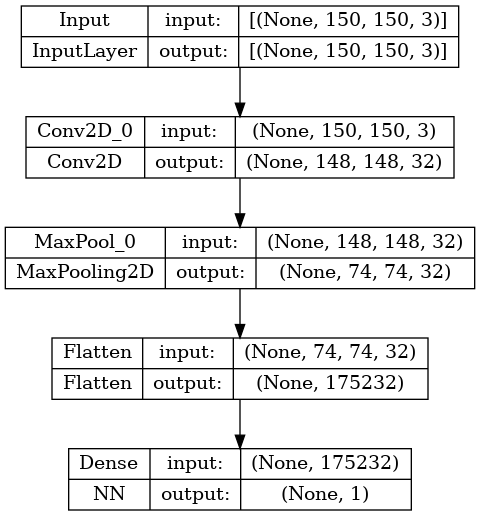 Input input: [(None, 150, 150, 3)]
InputLayer output: [(None, 150, 150, 3)]
Conv2D_0 input: (None, 150, 150, 3)
Conv2D output: (None, 148, 148, 32)
MaxPool_0 input: (None, 148, 148, 32)
MaxPooling2D output: (None, 74, 74, 32)
Flatten input: (None, 74, 74, 32)
Flatten output: (None, 175232)
Dense input: (None, 175232)
NN output: (None, 1)